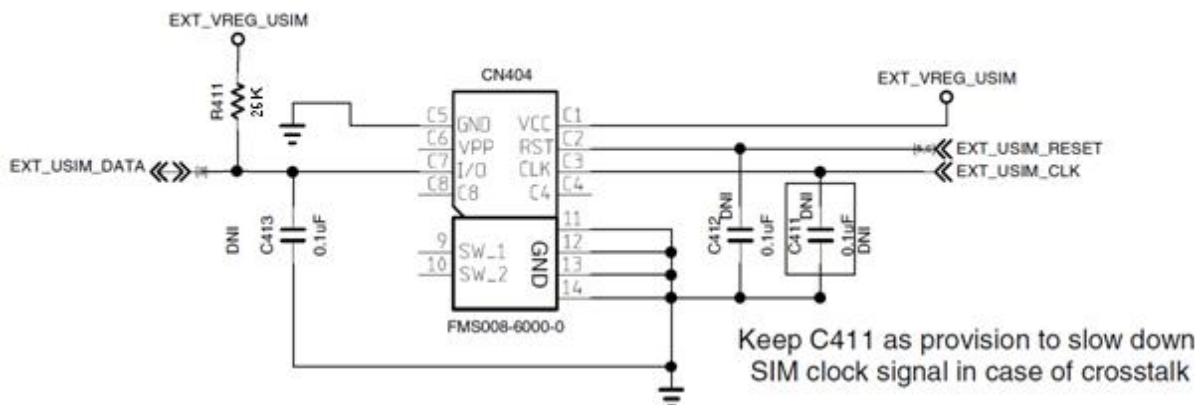 EXT_VREG_USIM
R411
25K
CN404
EXT_VREG_USIM
C5 GND VCC C1
C6 VPP RST C2
C7 I/O CLK C3
C8 C8 C4 C4
EXT_USIM_DATA
EXT_USIM_RESET
EXT_USIM_CLK
DNI
C413
0.1uF
9 SW_1
10 SW_2
GND
11
12
13
14
C412
DNI
0.1uF
C411
DNI
0.1uF
DNI
FMS008-6000-0
Keep C411 as provision to slow down
SIM clock signal in case of crosstalk